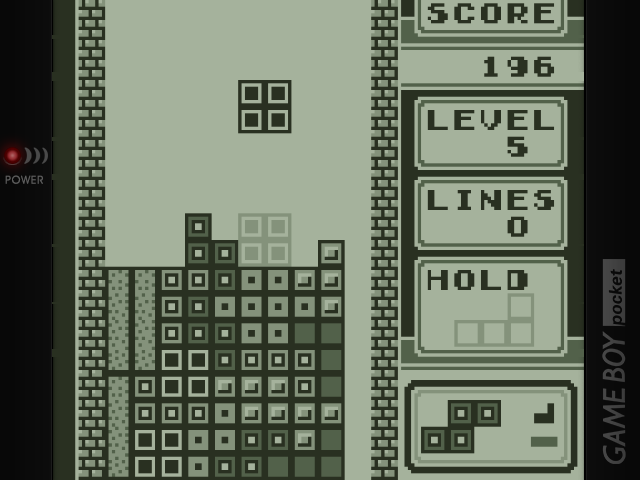 SCORE
196
LEVEL
5
LINES
0
HOLD
POWER
GAME BOY pocket